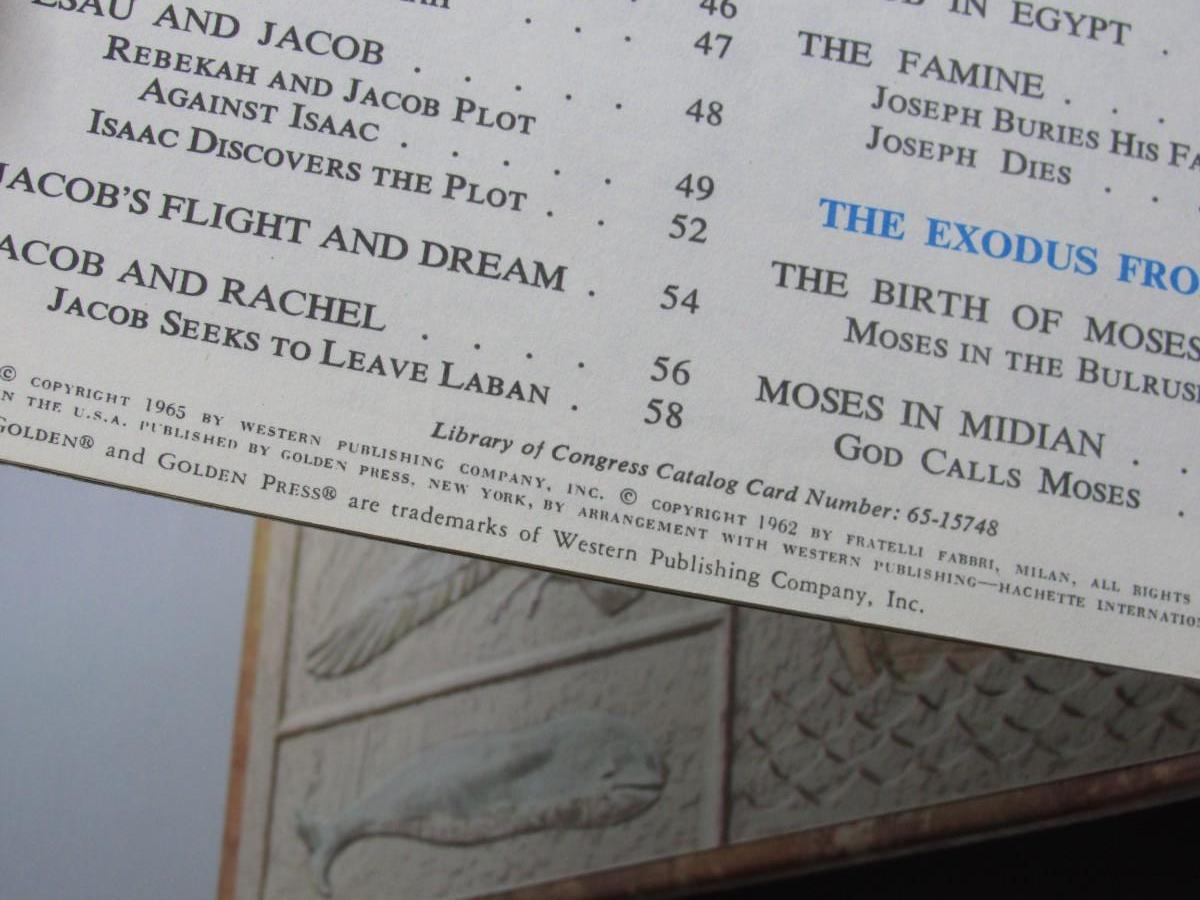 46
ESAU AND JACOB . . . . . 47
REBEKAH AND JACOB PLOT
AGAINST ISAAC . . . . . 48
ISAAC DISCOVERS THE PLOT . . 49
52
JACOB'S FLIGHT AND DREAM . 54
JACOB AND RACHEL . . . . 56
JACOB SEEKS TO LEAVE LABAN . 58
IN EGYPT .
THE FAMINE . . .
JOSEPH BURIES HIS FA
JOSEPH DIES . .
THE EXODUS FRO
THE BIRTH OF MOSES
MOSES IN THE BULRUS
MOSES IN MIDIAN . .
GOD CALLS MOSES .
Library of Congress Catalog Card Number: 65-15748
© COPYRIGHT 1965 BY WESTERN PUBLISHING COMPANY, INC. © COPYRIGHT 1962 BY FRATELLI FABBRI, MILAN, ALL RIGHTS
IN THE U.S.A. PUBLISHED BY GOLDEN PRESS, NEW YORK, BY ARRANGEMENT WITH WESTERN PUBLISHING—HACHETTE INTERNATIO
GOLDEN® and GOLDEN PRESS® are trademarks of Western Publishing Company, Inc.